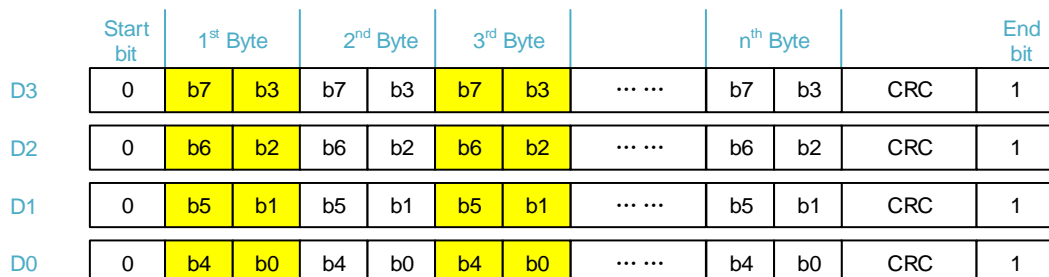 Start bit 1st Byte 2nd Byte 3rd Byte nth Byte End bit
D3 0 b7 b3 b7 b3 b7 b3 ... ... b7 b3 CRC 1
D2 0 b6 b2 b6 b2 b6 b2 ... ... b6 b2 CRC 1
D1 0 b5 b1 b5 b1 b5 b1 ... ... b5 b1 CRC 1
D0 0 b4 b0 b4 b0 b4 b0 ... ... b4 b0 CRC 1